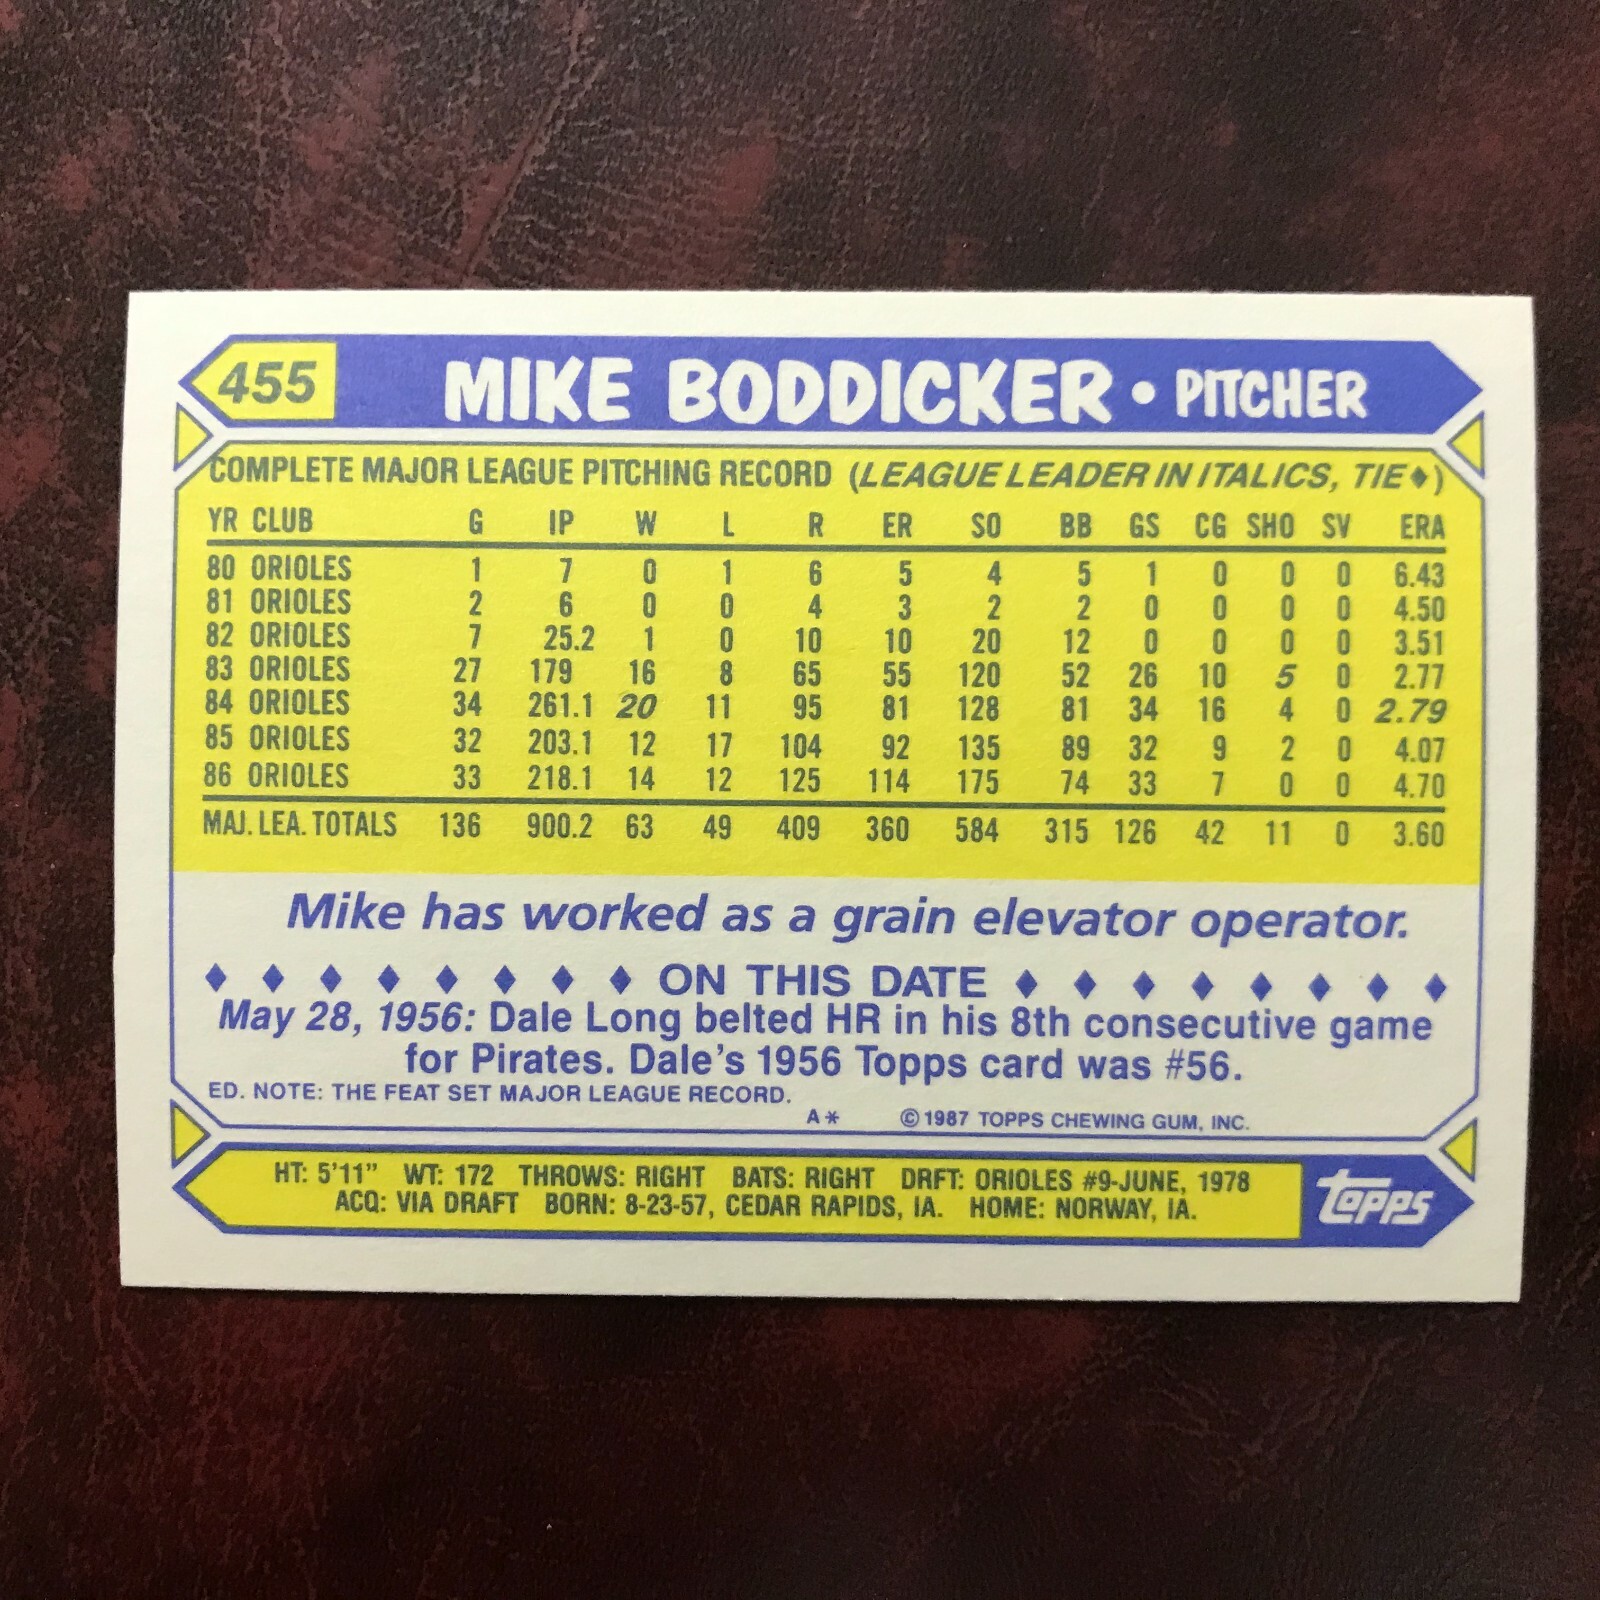 455 MIKE BODDICKER • PITCHER
COMPLETE MAJOR LEAGUE PITCHING RECORD (LEAGUE LEADER IN ITALICS, TIE♦)
YR CLUB G IP W L R ER SO BB GS CG SHO SV ERA
80 ORIOLES 1 7 0 1 6 5 4 5 1 0 0 0 6.43
81 ORIOLES 2 6 0 0 4 3 2 2 0 0 0 0 4.50
82 ORIOLES 7 25.2 1 0 10 10 20 12 0 0 0 0 3.51
83 ORIOLES 27 179 16 8 65 55 120 52 26 10 5 0 2.77
84 ORIOLES 34 261.1 20 11 95 81 128 81 34 16 4 0 2.79
85 ORIOLES 32 203.1 12 17 104 92 135 89 32 9 2 0 4.07
86 ORIOLES 33 218.1 14 12 125 114 175 74 33 7 0 0 4.70
MAJ. LEA. TOTALS 136 900.2 63 49 409 360 584 315 126 42 11 0 3.60
Mike has worked as a grain elevator operator.
♦ ♦ ♦ ♦ ♦ ♦ ♦ ♦ ON THIS DATE ♦ ♦ ♦ ♦ ♦ ♦ ♦ ♦
May 28, 1956: Dale Long belted HR in his 8th consecutive game
for Pirates. Dale's 1956 Topps card was #56.
ED. NOTE: THE FEAT SET MAJOR LEAGUE RECORD.
A* ©1987 TOPPS CHEWING GUM, INC.
HT: 5'11" WT: 172 THROWS: RIGHT BATS: RIGHT DRFT: ORIOLES #9-JUNE, 1978
ACQ: VIA DRAFT BORN: 8-23-57, CEDAR RAPIDS, IA. HOME: NORWAY, IA.
topps